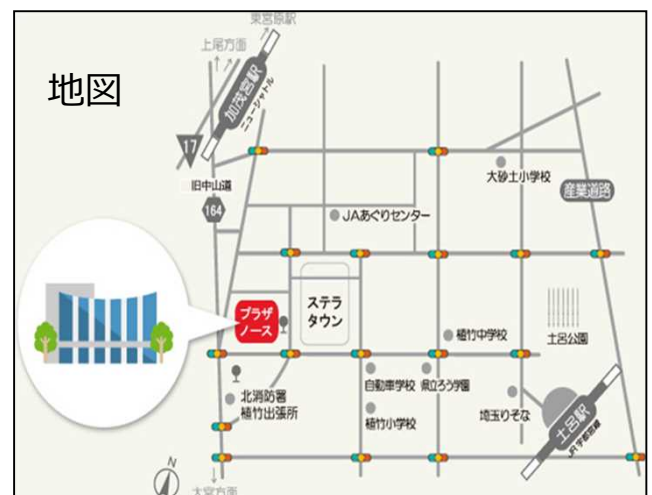 東宮原駅
上尾方面
地図
加茂宮駅
ニューシャトル
17
旧中山道
164
大砂土小学校
産業道路
JAあぐりセンター
プラザ
ノース
ステラ
タウン
植竹中学校
土呂公園
自動車学校
県立ろう学園
北消防署
植竹出張所
植竹小学校
埼玉りそな
土呂駅
JR宇都宮線
N
大宮方面